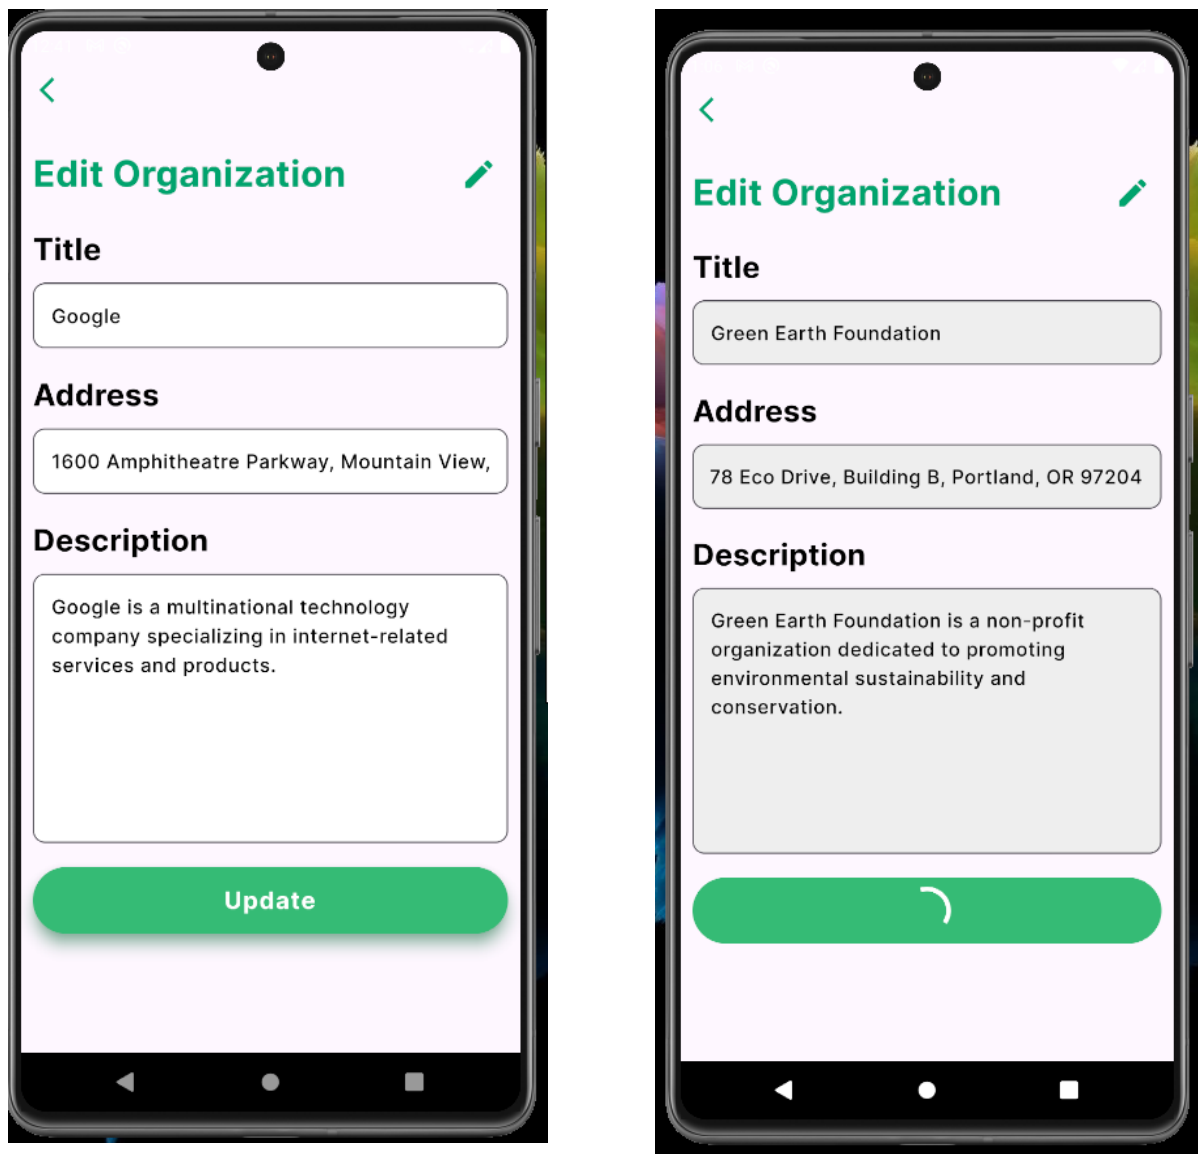 Edit Organization
Title
Google
Address
1600 Amphitheatre Parkway, Mountain View,
Description
Google is a multinational technology
company specializing in internet-related
services and products.
Update
Edit Organization
Title
Green Earth Foundation
Address
78 Eco Drive, Building B, Portland, OR 97204
Description
Green Earth Foundation is a non-profit
organization dedicated to promoting
environmental sustainability and
conservation.